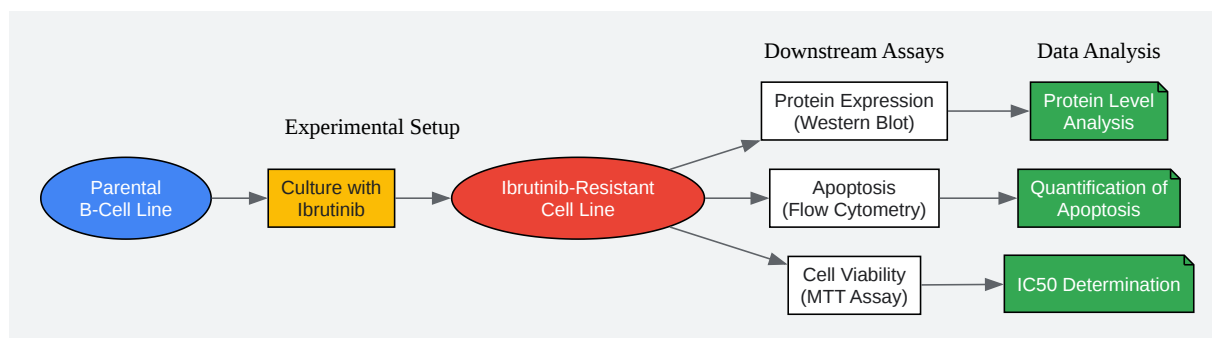 Experimental Setup
Parental
B-Cell Line
Culture with
Ibrutinib
Ibrutinib-Resistant
Cell Line
Downstream Assays
Protein Expression
(Western Blot)
Apoptosis
(Flow Cytometry)
Cell Viability
(MTT Assay)
Data Analysis
Protein Level
Analysis
Quantification of
Apoptosis
IC50 Determination